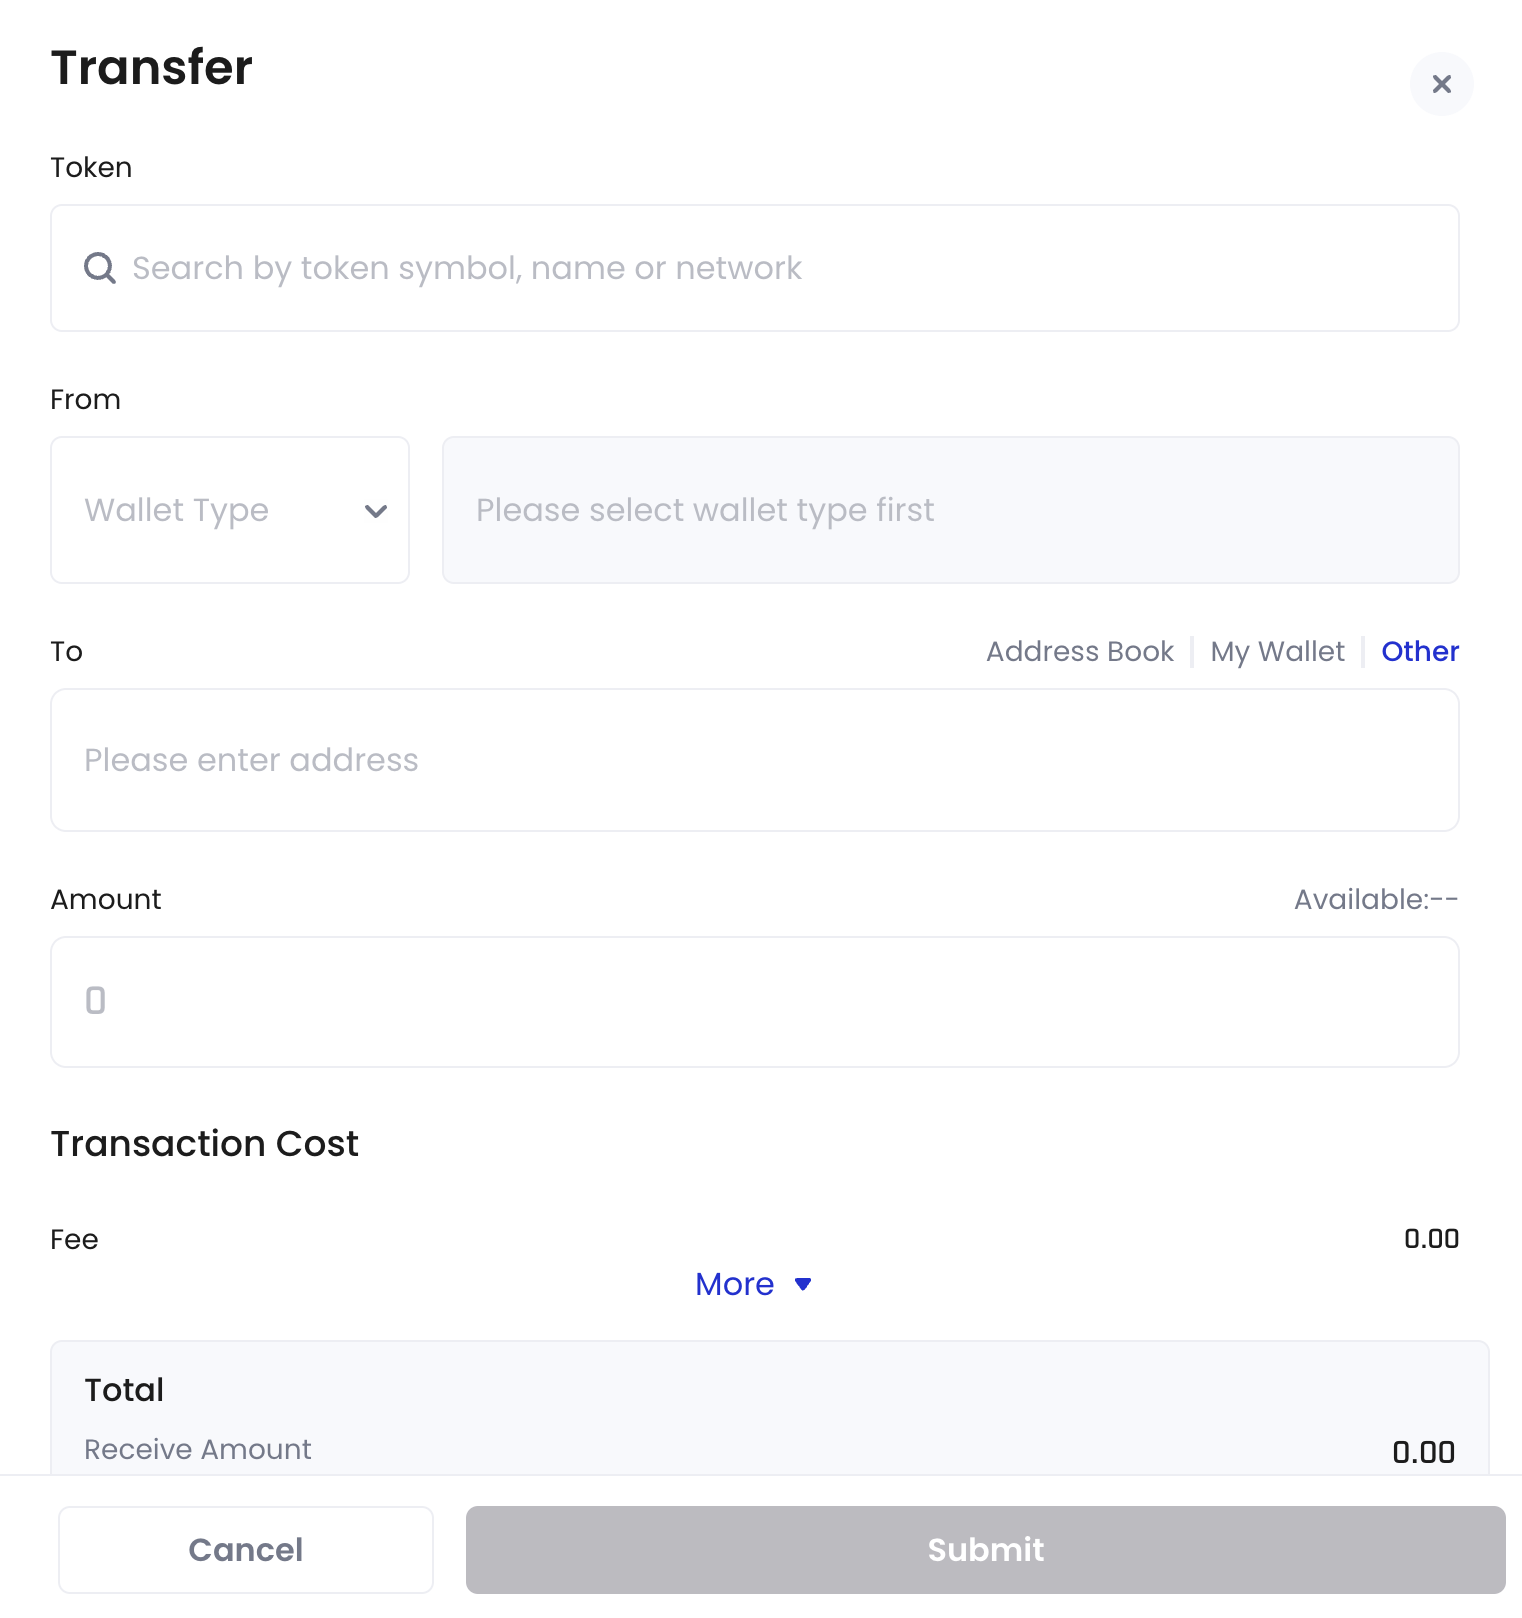 Transfer
Token
Search by token symbol, name or network
From
Wallet Type
Please select wallet type first
To
Address Book
My Wallet
Other
Please enter address
Amount
Available:--
0
Transaction Cost
Fee
0.00
More
Total
Receive Amount
0.00
Cancel
Submit